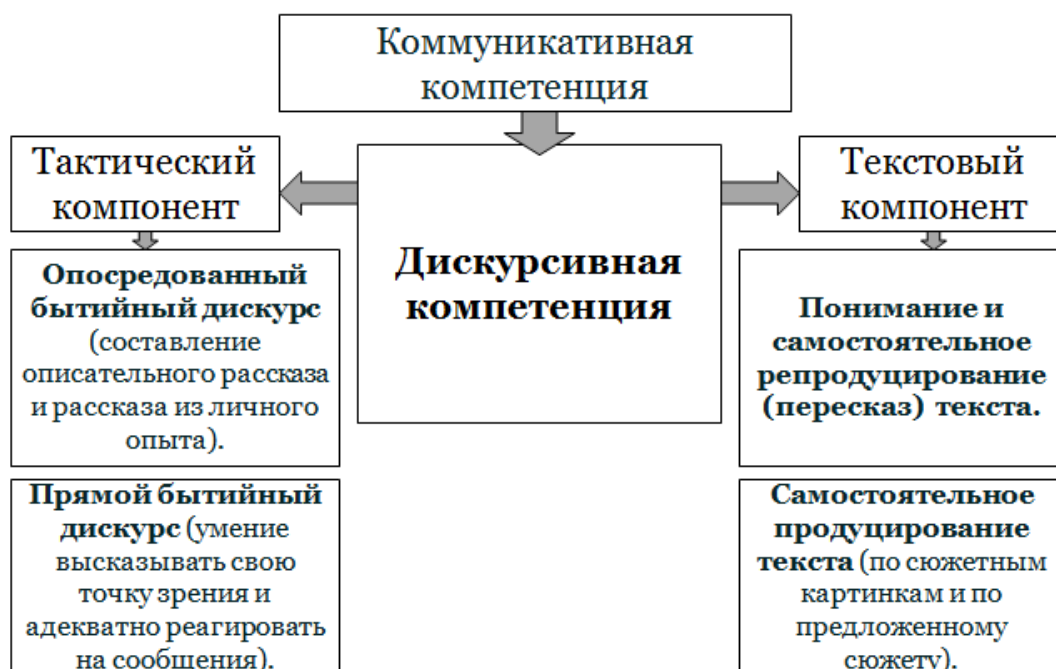 Коммуникативная
компетенция
Тактический
компонент
Дискурсивная
компетенция
Текстовый
компонент
Опосредованный
бытийный дискурс
(составление
описательного рассказа
и рассказа из личного
опыта).
Понимание и
самостоятельное
репродуцирование
(пересказ) текста.
Прямой бытийный
дискурс (умение
высказывать свою
точку зрения и
адекватно реагировать
на сообщения).
Самостоятельное
продуцирование
текста (по сюжетным
картинкам и по
предложенному
сюжету).